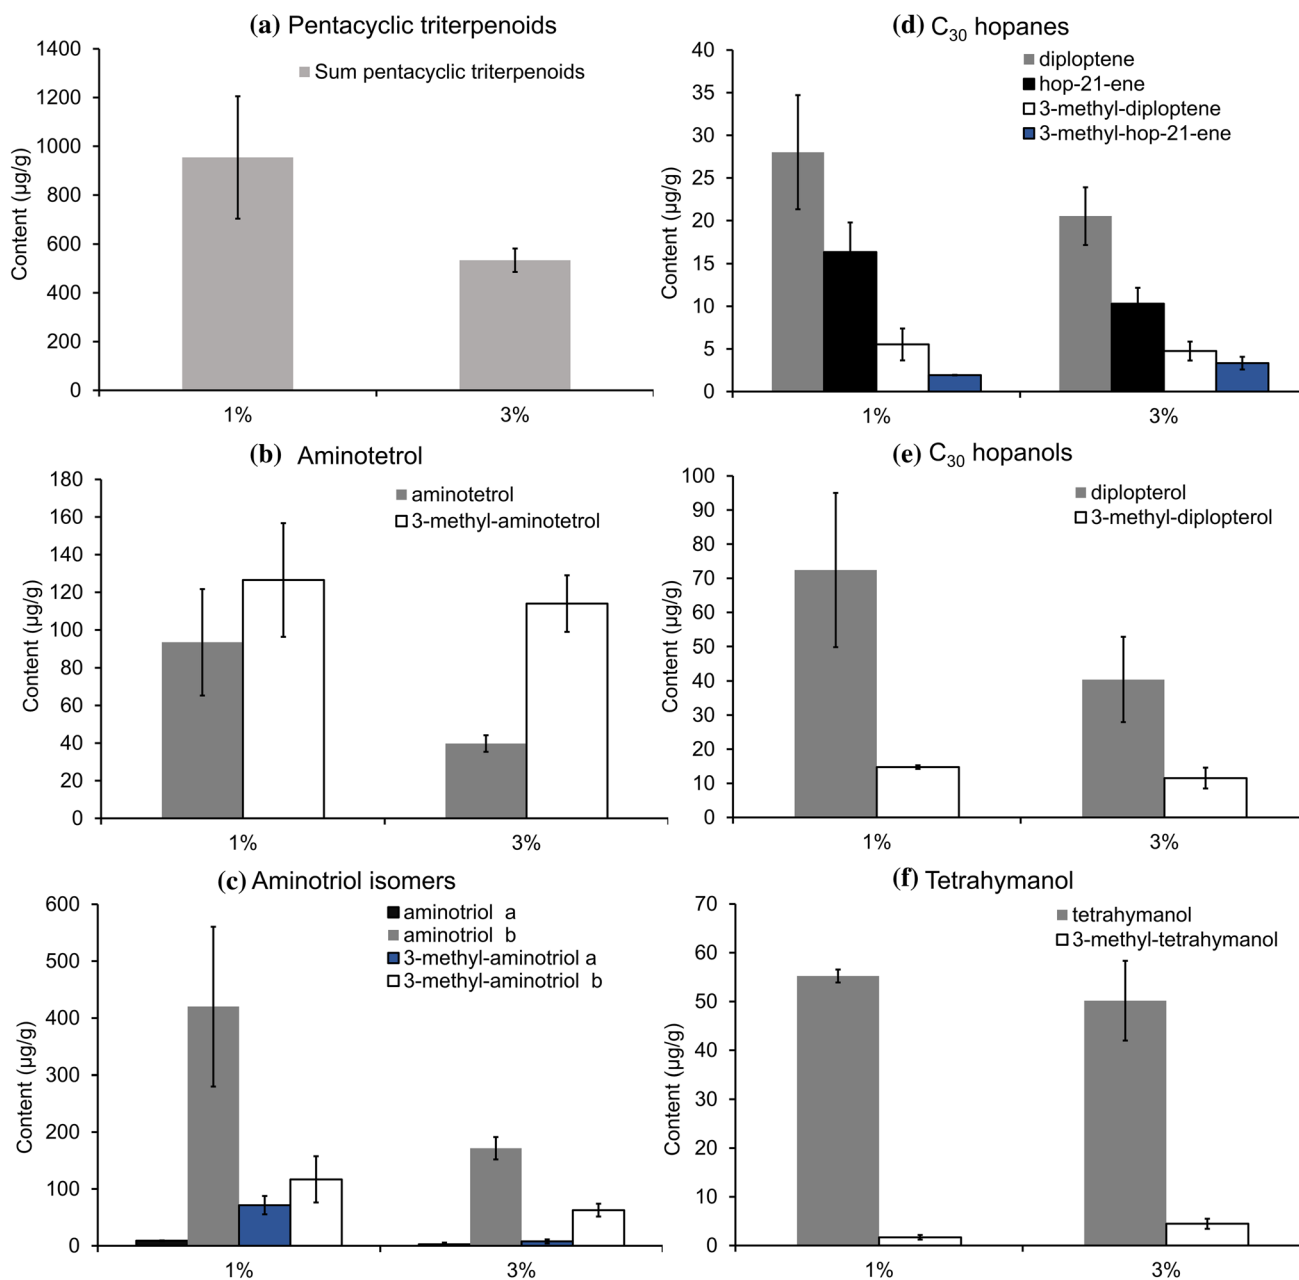 (a) Pentacyclic triterpenoids
Sum pentacyclic triterpenoids
Content (µg/g)
1400
1200
1000
800
600
400
200
0
1%
3%
(b) Aminotetrol
aminotetrol
3-methyl-aminotetrol
Content (µg/g)
180
160
140
120
100
80
60
40
20
0
1%
3%
(c) Aminotriol isomers
aminotriol a
aminotriol b
3-methyl-aminotriol a
3-methyl-aminotriol b
Content (µg/g)
600
500
400
300
200
100
0
1%
3%
(d) C30 hopanes
diploptene
hop-21-ene
3-methyl-diploptene
3-methyl-hop-21-ene
Content (µg/g)
40
35
30
25
20
15
10
5
0
1%
3%
(e) C30 hopanols
diplopterol
3-methyl-diplopterol
Content (µg/g)
100
90
80
70
60
50
40
30
20
10
0
1%
3%
(f) Tetrahymanol
tetrahymanol
3-methyl-tetrahymanol
Content (µg/g)
70
60
50
40
30
20
10
0
1%
3%